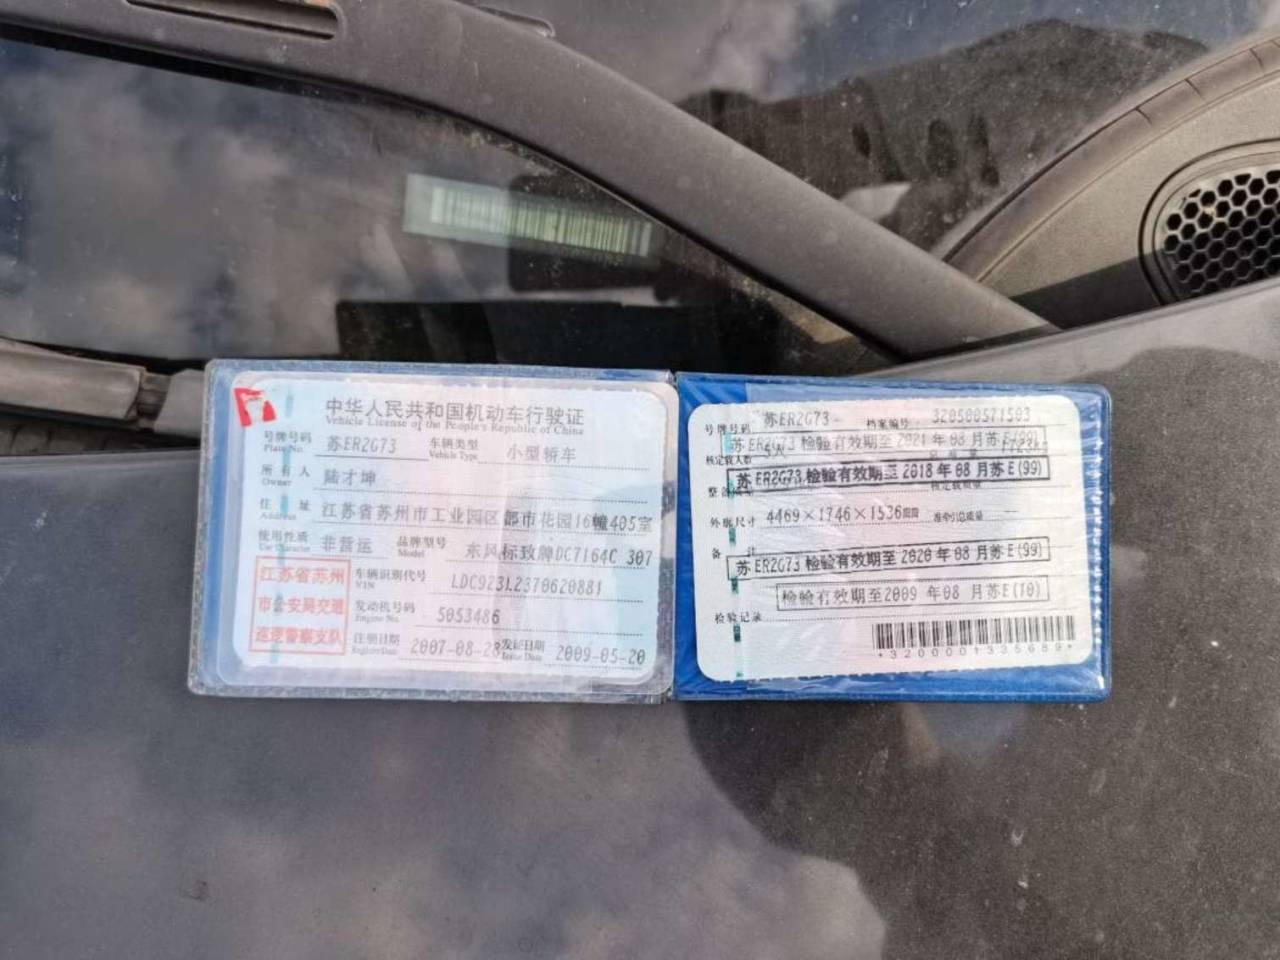 中华人民共和国机动车行驶证
Vehicle License of the People's Republic of China
号牌号码 苏ER2G73 车辆类型 小型轿车
Plate No. Vehicle Type
所有人 陆才坤
Owner
住址 江苏省苏州市工业园区都市花园16幢405室
Address
使用性质 非营运 品牌型号 东风标致牌DC7164C 307
Use Character Model
江苏省苏州
市公安局交通
巡逻警察支队
车辆识别代号 LDC923L2370620881
VIN
发动机号码 5053486
Engine No.
注册日期 2007-08-28 发证日期 2009-05-20
Register Date Issue Date
号牌号码 苏ER2G73 档案编号 320500571503
苏ER2G73 检验有效期至2021年08月苏E(99)
核定载人数 5人
苏ER2G73检验有效期至2018年08月苏E(99)
核定载质量
外廓尺寸 4469×1746×1536 准牵引总质量
备注
苏ER2G73检验有效期至2020年08月苏E(99)
检验有效期至2009年08月苏E(10)
检验记录
*3200001335689*